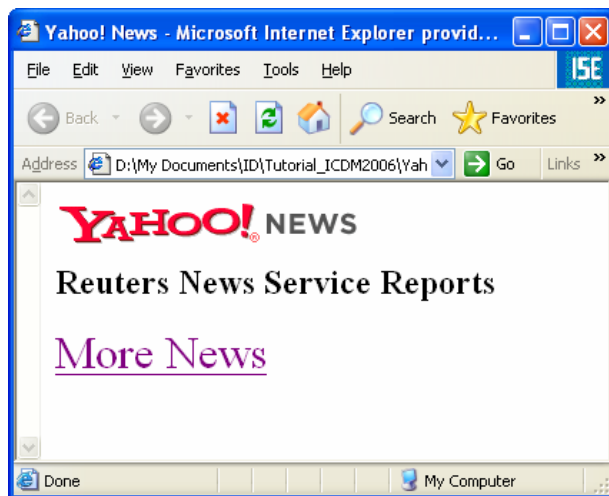 Yahoo! News - Microsoft Internet Explorer provid...
File Edit View Favorites Tools Help
ISE
Back Search Favorites »
Address D:\My Documents\ID\Tutorial_ICDM2006\Yah Go Links »
YAHOO!® NEWS
Reuters News Service Reports
More News
Done My Computer